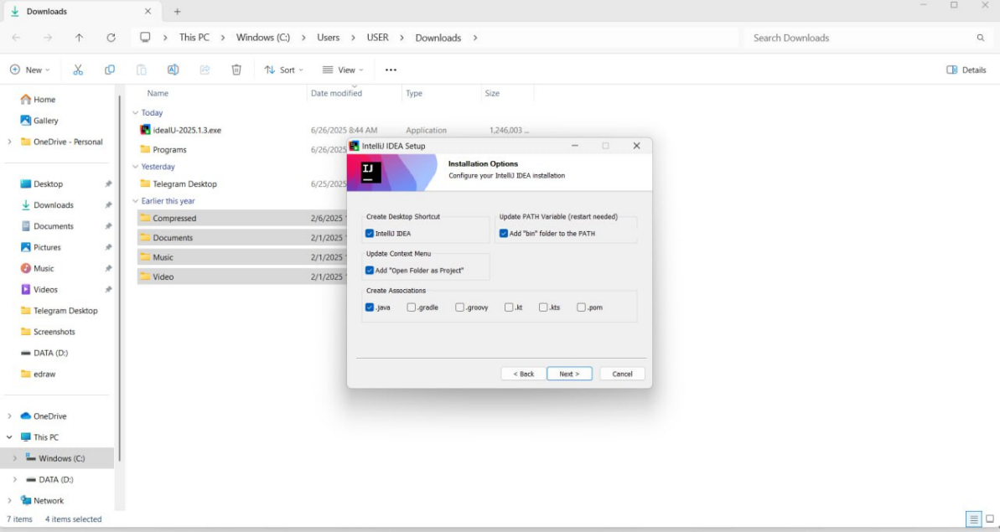 Downloads
This PC > Windows (C:) > Users > USER > Downloads >
Search Downloads
New
Sort
View
Details
Home
Gallery
OneDrive - Personal
Desktop
Downloads
Documents
Pictures
Music
Videos
Telegram Desktop
Screenshots
DATA (D:)
edraw
OneDrive
This PC
Windows (C:)
DATA (D:)
Network
Name Date modified Type Size
Today
idealU-2025.1.3.exe 6/26/2025 8:44 AM Application 1,246,003 ...
Programs 6/26/2025
Yesterday
Telegram Desktop 6/25/2025
Earlier this year
Compressed 2/6/2025
Documents 2/1/2025
Music 2/1/2025
Video 2/1/2025
IntelliJ IDEA Setup
IJ
Installation Options
Configure your IntelliJ IDEA installation
Create Desktop Shortcut
IntelliJ IDEA
Update PATH Variable (restart needed)
Add "bin" folder to the PATH
Update Context Menu
Add "Open Folder as Project"
Create Associations
.java .gradle .groovy .kt .kts .pom
< Back Next > Cancel
7 items 4 items selected